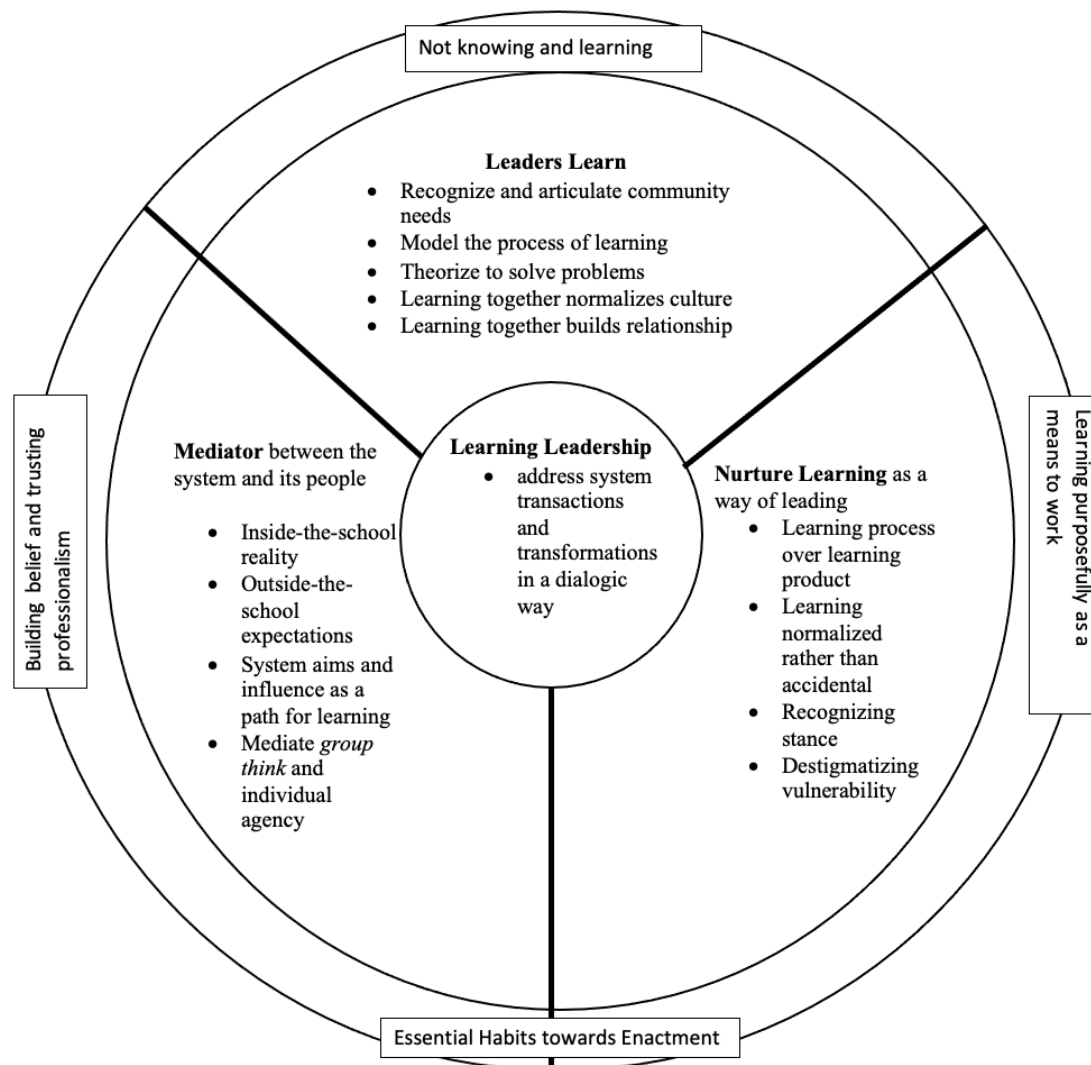 Not knowing and learning
Leaders Learn
• Recognize and articulate community
needs
• Model the process of learning
• Theorize to solve problems
• Learning together normalizes culture
• Learning together builds relationship
Building belief and trusting
professionalism
Mediator between the
system and its people
• Inside-the-school
reality
• Outside-the-
school
expectations
• System aims and
influence as a
path for learning
• Mediate group
think and
individual
agency
Learning Leadership
• address system
transactions
and
transformations
in a dialogic
way
Nurture Learning as a
way of leading
• Learning process
over learning
product
• Learning
normalized
rather than
accidental
• Recognizing
stance
• Destigmatizing
vulnerability
Learning purposefully as a
means to work
Essential Habits towards Enactment